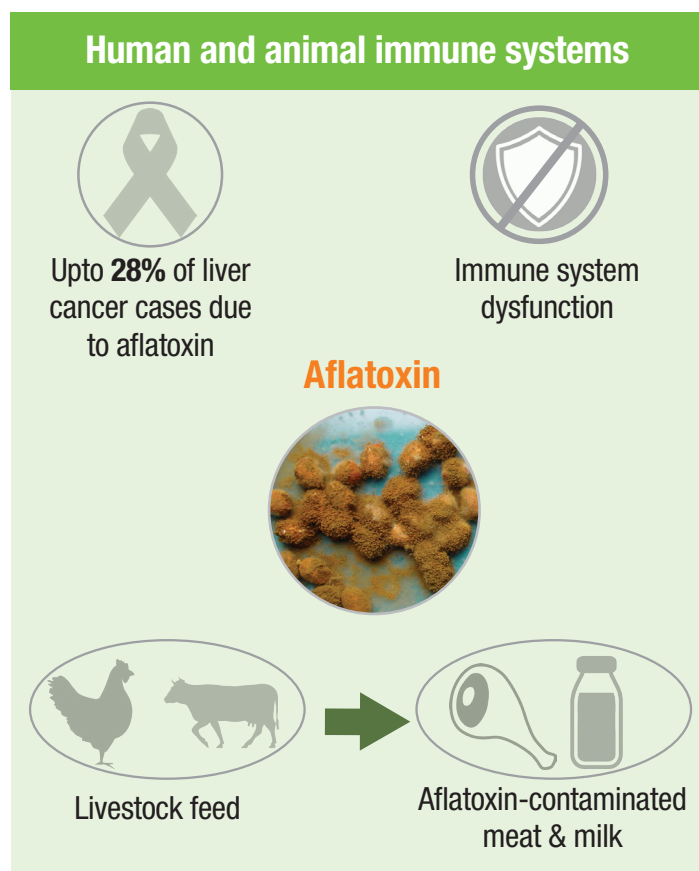 Human and animal immune systems
Upto 28% of liver
cancer cases due
to aflatoxin
Immune system
dysfunction
Aflatoxin
Livestock feed
Aflatoxin-contaminated
meat & milk